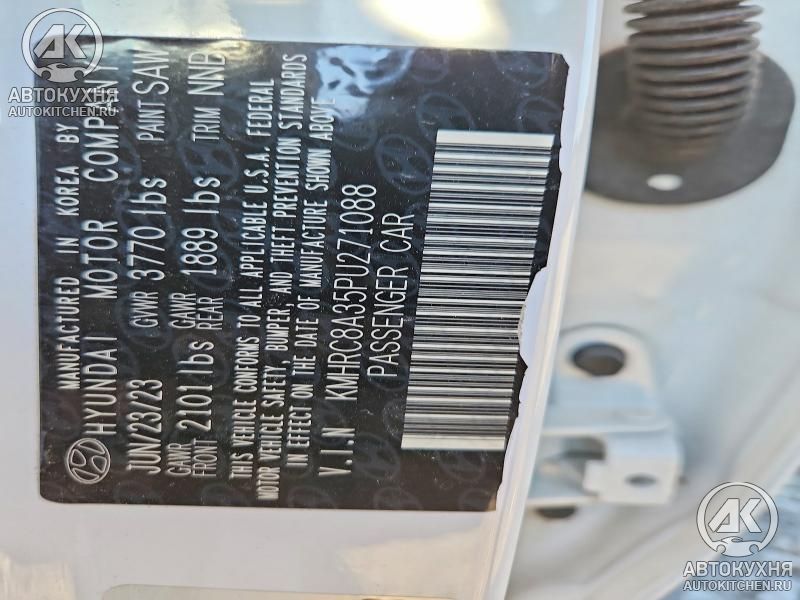 MANUFACTURED IN KOREA BY
HYUNDAI MOTOR COMPANY
JUN/23/23 GVWR 3770 lbs PAINT SAW
GAWR FRONT 2101 lbs GAWR REAR 1889 lbs TRIM NNB
THIS VEHICLE CONFORMS TO ALL APPLICABLE U.S.A. FEDERAL
MOTOR VEHICLE SAFETY, BUMPER, AND THEFT PREVENTION STANDARDS
IN EFFECT ON THE DATE OF MANUFACTURE SHOWN ABOVE
V.I.N KMHRC8A35PU271088
PASSENGER CAR
АК
АВТОКУХНЯ
AUTOKITCHEN.RU
АК
АВТОКУХНЯ
AUTOKITCHEN.RU